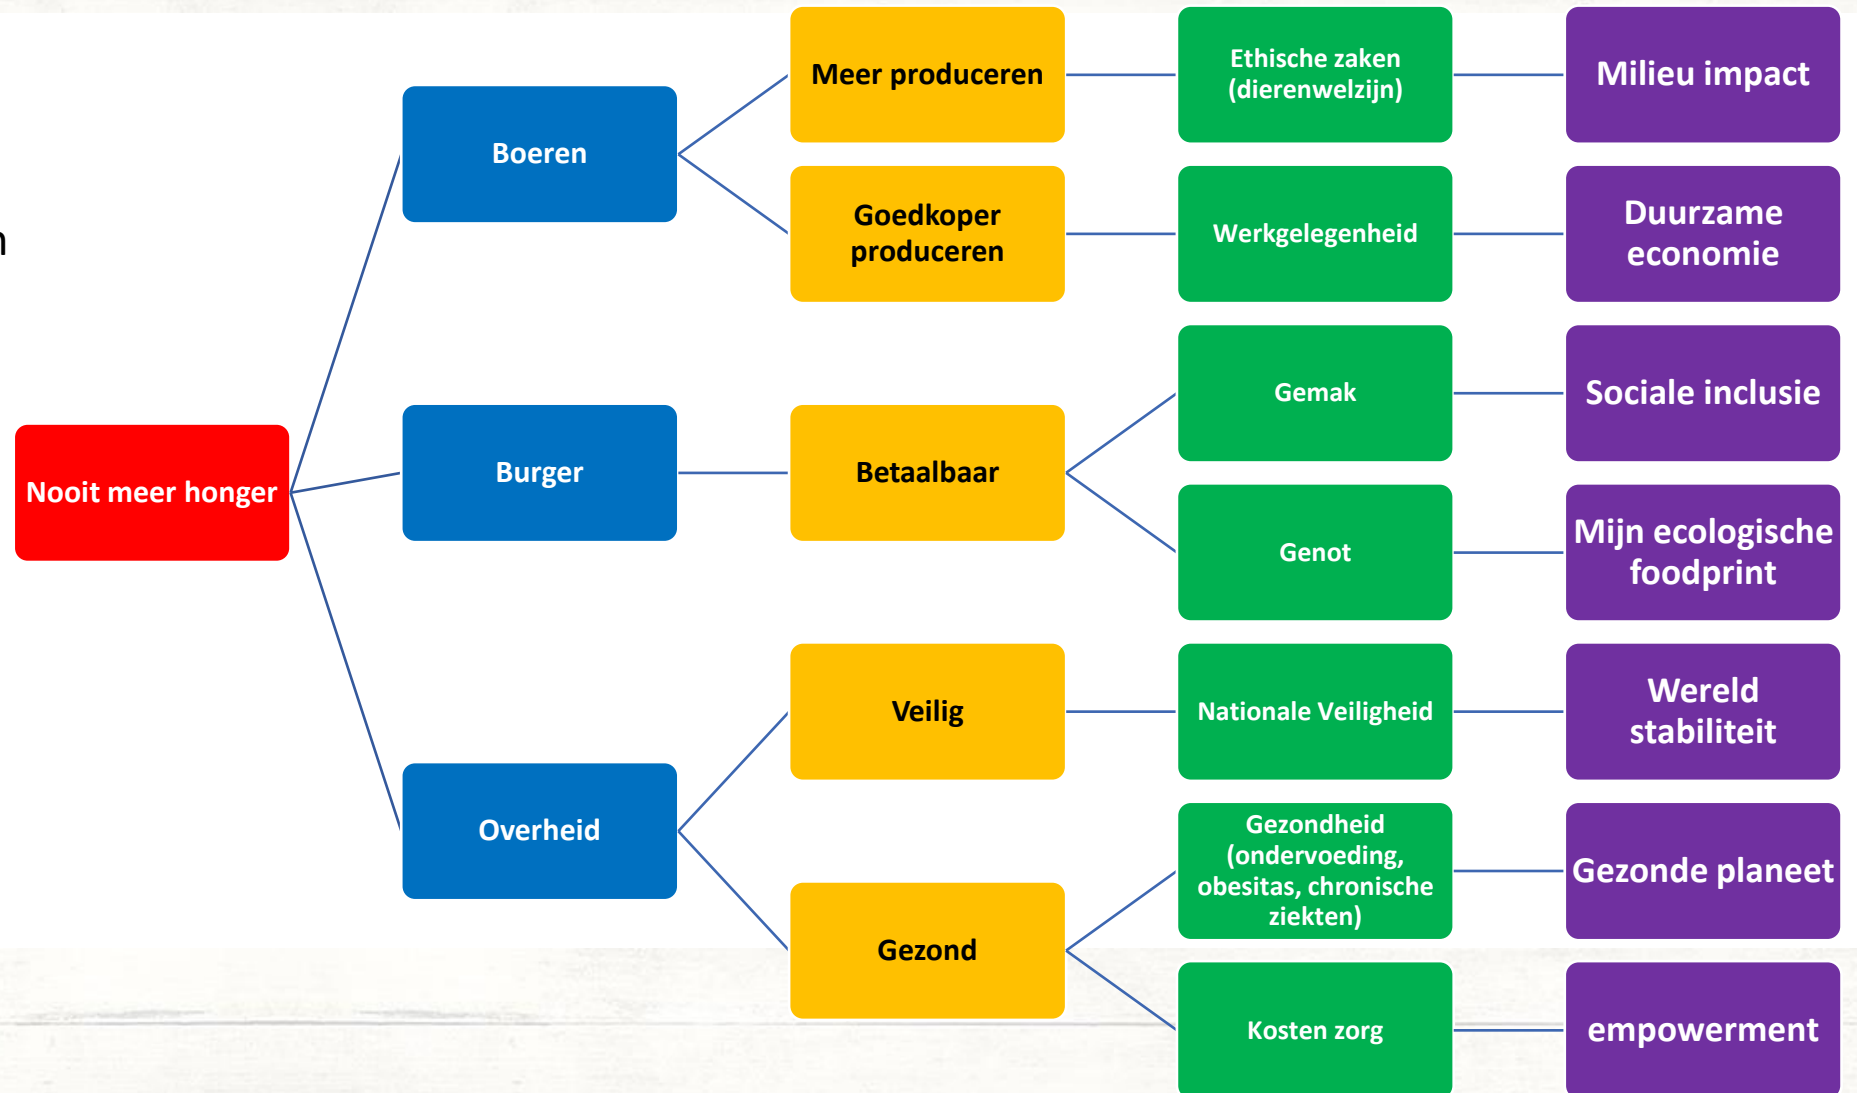 n
Nooit meer honger
Boeren
Burger
Overheid
Meer produceren
Goedkoper
produceren
Betaalbaar
Veilig
Gezond
Ethische zaken
(dierenwelzijn)
Werkgelegenheid
Gemak
Genot
Nationale Veiligheid
Gezondheid
(ondervoeding,
obesitas, chronische
ziekten)
Kosten zorg
Milieu impact
Duurzame
economie
Sociale inclusie
Mijn ecologische
foodprint
Wereld
stabiliteit
Gezonde planeet
empowerment